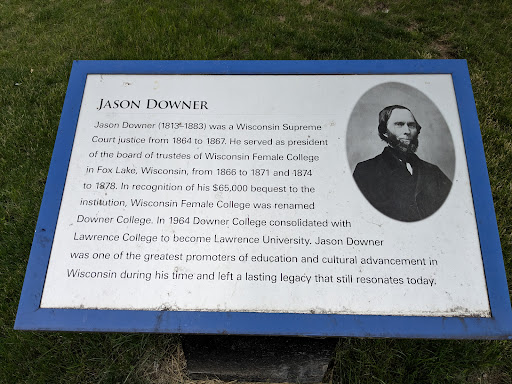 JASON DOWNER
Jason Downer (1813-1883) was a Wisconsin Supreme
Court justice from 1864 to 1867. He served as president
of the board of trustees of Wisconsin Female College
in Fox Lake, Wisconsin, from 1866 to 1871 and 1874
to 1878. In recognition of his $65,000 bequest to the
institution, Wisconsin Female College was renamed
Downer College. In 1964 Downer College consolidated with
Lawrence College to become Lawrence University. Jason Downer
was one of the greatest promoters of education and cultural advancement in
Wisconsin during his time and left a lasting legacy that still resonates today.